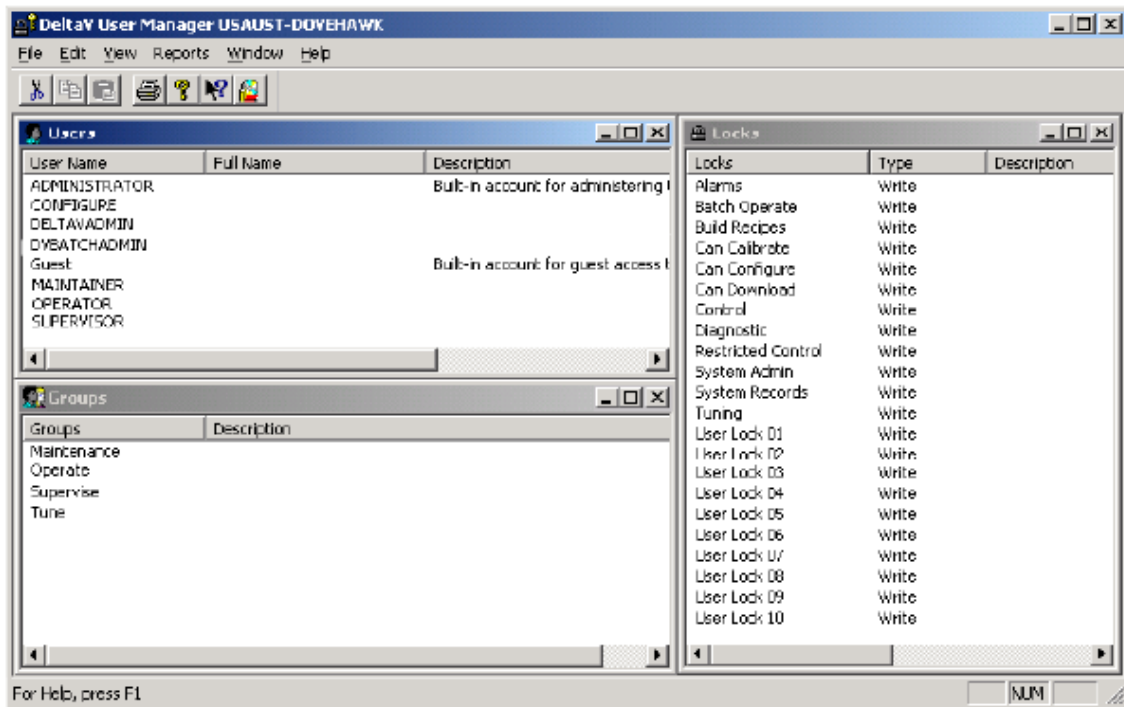 DeltaV User Manager USAUST-DOVEHAWK
File Edit View Reports Window Help
Users
User Name Full Name Description
ADMINISTRATOR Built-in account for administering t
CONFIGURE
DELTAVADMIN
DVBATCHADMIN
Guest Built-in account for guest access t
MAINTAINER
OPERATOR
SUPERVISOR
Groups
Groups Description
Maintenance
Operate
Supervise
Tune
Locks
Locks Type Description
Alarms Write
Batch Operate Write
Build Recipes Write
Can Calibrate Write
Can Configure Write
Can Download Write
Control Write
Diagnostic Write
Restricted Control Write
System Admin Write
System Records Write
Tuning Write
User Lock 01 Write
User Lock 02 Write
User Lock 03 Write
User Lock 04 Write
User Lock 05 Write
User Lock 06 Write
User Lock 07 Write
User Lock 08 Write
User Lock 09 Write
User Lock 10 Write
For Help, press F1 NUM